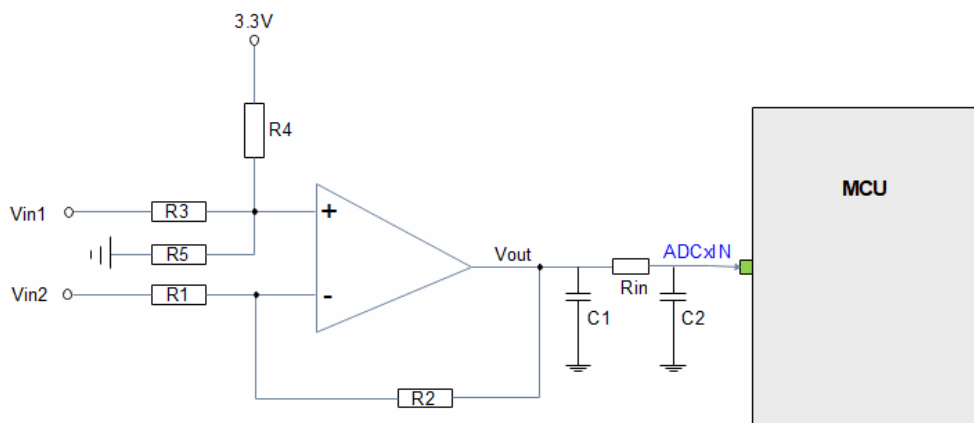 3.3V
R4
MCU
Vin1
R3
+
R5
Vout
ADCxIN
Vin2
R1
-
Rin
C1
C2
R2